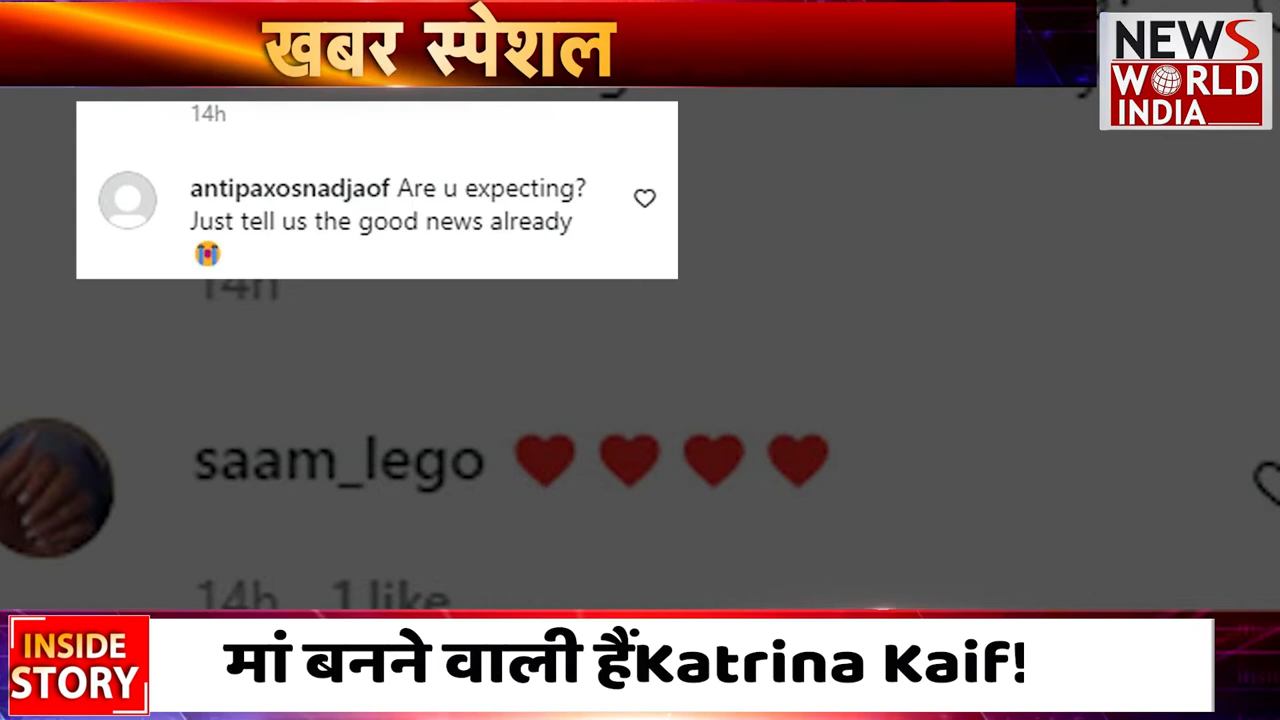 खबर स्पेशल
NEWS
WORLD
INDIA
14h
antipaxosnadjaof Are u expecting?
Just tell us the good news already
😭
14h
saam_lego ❤️ ❤️ ❤️ ❤️
14h 1 like
INSIDE
STORY
मां बनने वाली हैंKatrina Kaif!